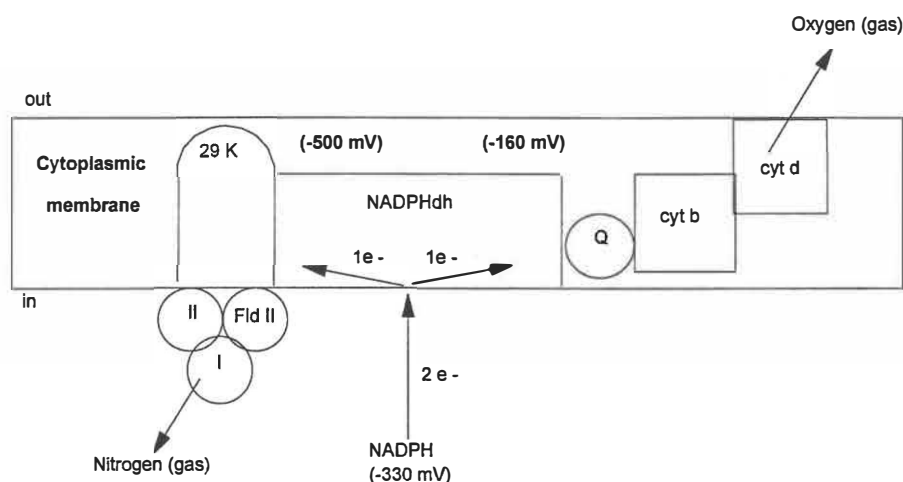 Oxygen (gas)
out
29 K
(-500 mV)
(-160 mV)
Cytoplasmic
membrane
NADPHdh
cyt d
cyt b
Q
1e -
1e -
in
II
Fld II
I
2 e -
Nitrogen (gas)
NADPH
(-330 mV)